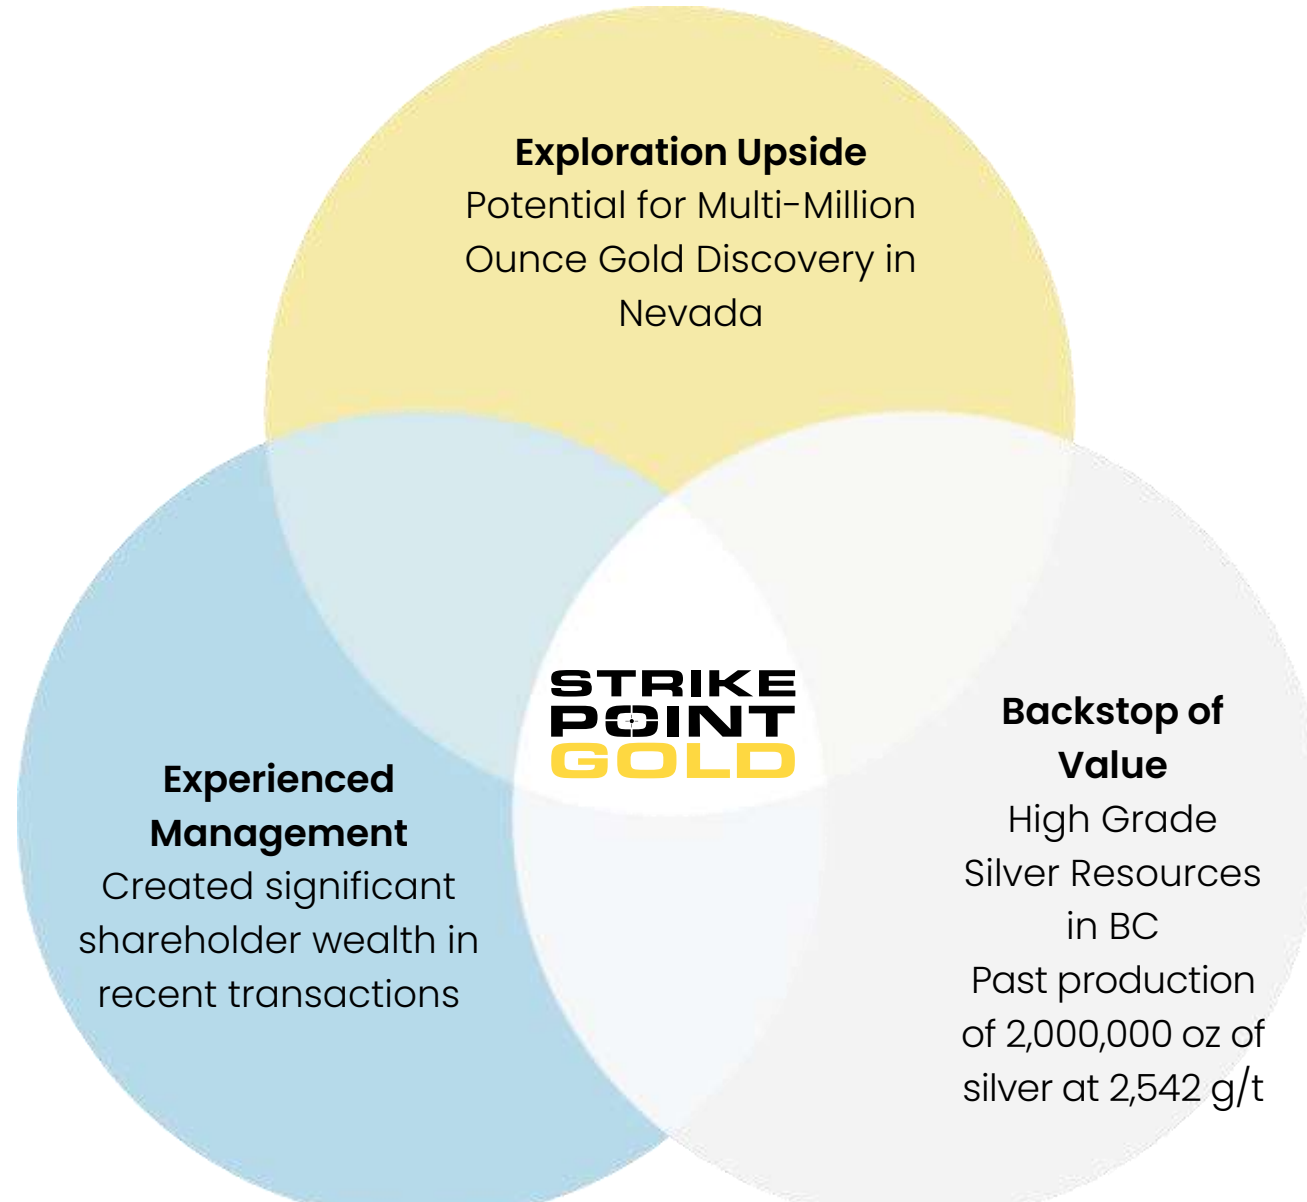 Exploration Upside
Potential for Multi-Million
Ounce Gold Discovery in
Nevada
STRIKE
POINT
GOLD
Experienced
Management
Created significant
shareholder wealth in
recent transactions
Backstop of
Value
High Grade
Silver Resources
in BC
Past production
of 2,000,000 oz of
silver at 2,542 g/t